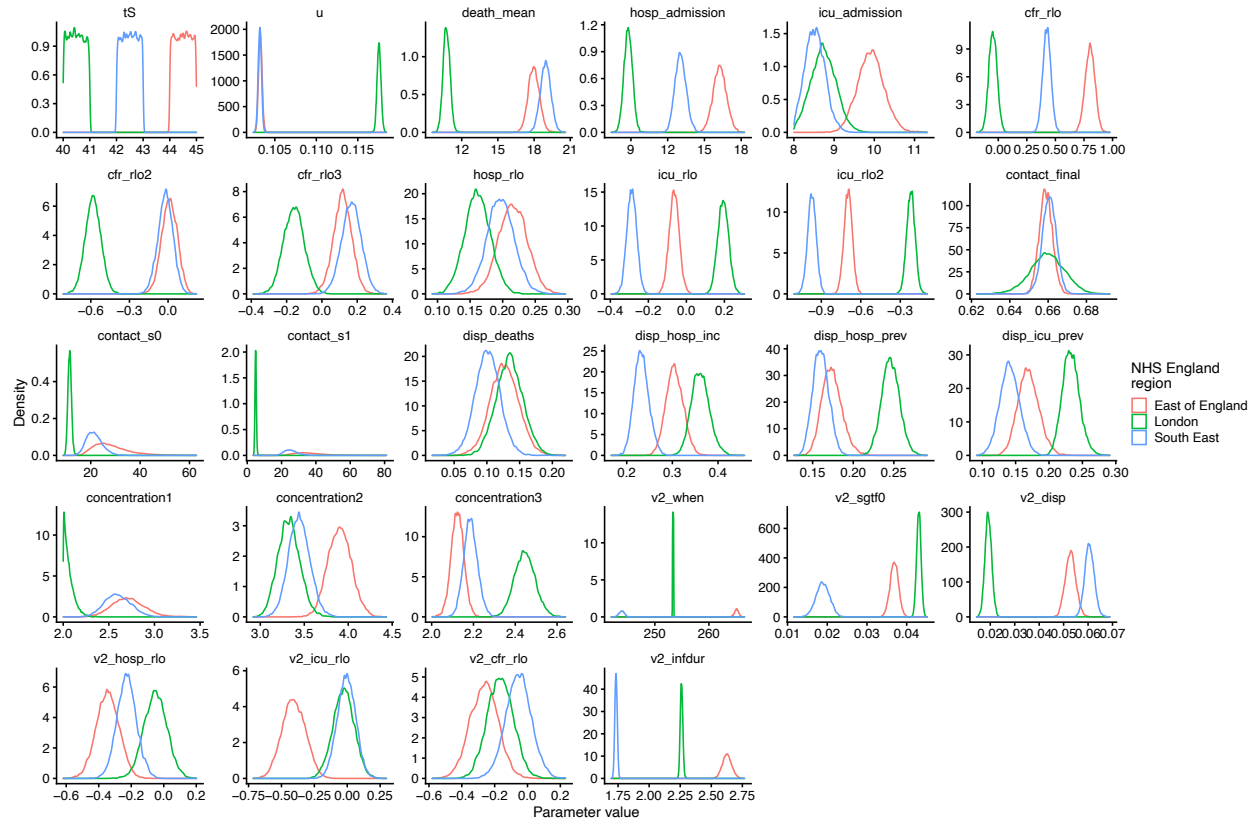 tS u death_mean hosp_admission icu_admission cfr_rlo
0.9 0.6 0.3 0.0
2000 1500 1000 500 0
1.0 0.5 0.0
1.2 0.9 0.6 0.3 0.0
1.5 1.0 0.5 0.0
9 6 3 0
40 41 42 43 44 45 0.105 0.110 0.115 12 15 18 21 9 12 15 18 8 9 10 11 0.00 0.25 0.50 0.75 1.00
cfr_rlo2 cfr_rlo3 hosp_rlo icu_rlo icu_rlo2 contact_final
6 4 2 0
8 6 4 2 0
20 15 10 5 0
15 10 5 0
10 5 0
100 75 50 25 0
−0.6 −0.3 0.0 −0.4 −0.2 0.0 0.2 0.4 0.05 0.10 0.15 0.20 0.25 0.30 −0.4 −0.2 0.0 0.2 −0.9 −0.6 −0.3 0.62 0.64 0.66 0.68
contact_s0 contact_s1 disp_deaths disp_hosp_inc disp_hosp_prev disp_icu_prev
0.4 0.2 0.0
2.0 1.5 1.0 0.5 0.0
20 15 10 5 0
25 20 15 10 5 0
40 30 20 10 0
30 20 10 0
20 40 60 20 40 60 80 0.05 0.10 0.15 0.20 0.2 0.3 0.4 0.15 0.20 0.25 0.10 0.15 0.20 0.25 0.30
Density
NHS England
region
East of England
London
South East
concentration1 concentration2 concentration3 v2_when v2_sgtf0 v2_disp
10 5 0
3 2 1 0
10 5 0
10 5 0
600 400 200 0
300 200 100 0
2.0 2.5 3.0 3.5 3.0 3.5 4.0 4.5 2.0 2.2 2.4 2.6 250 260 0.01 0.02 0.03 0.04 0.02 0.03 0.04 0.05 0.06 0.07
v2_hosp_rlo v2_icu_rlo v2_cfr_rlo v2_infdur
6 4 2 0
6 4 2 0
5 4 3 2 1 0
40 30 20 10 0
−0.6 −0.4 −0.2 0.0 0.2 −0.75 −0.50 −0.25 0.00 0.25 −0.6 −0.4 −0.2 0.0 0.2 1.75 2.00 2.25 2.50 2.75
Parameter value